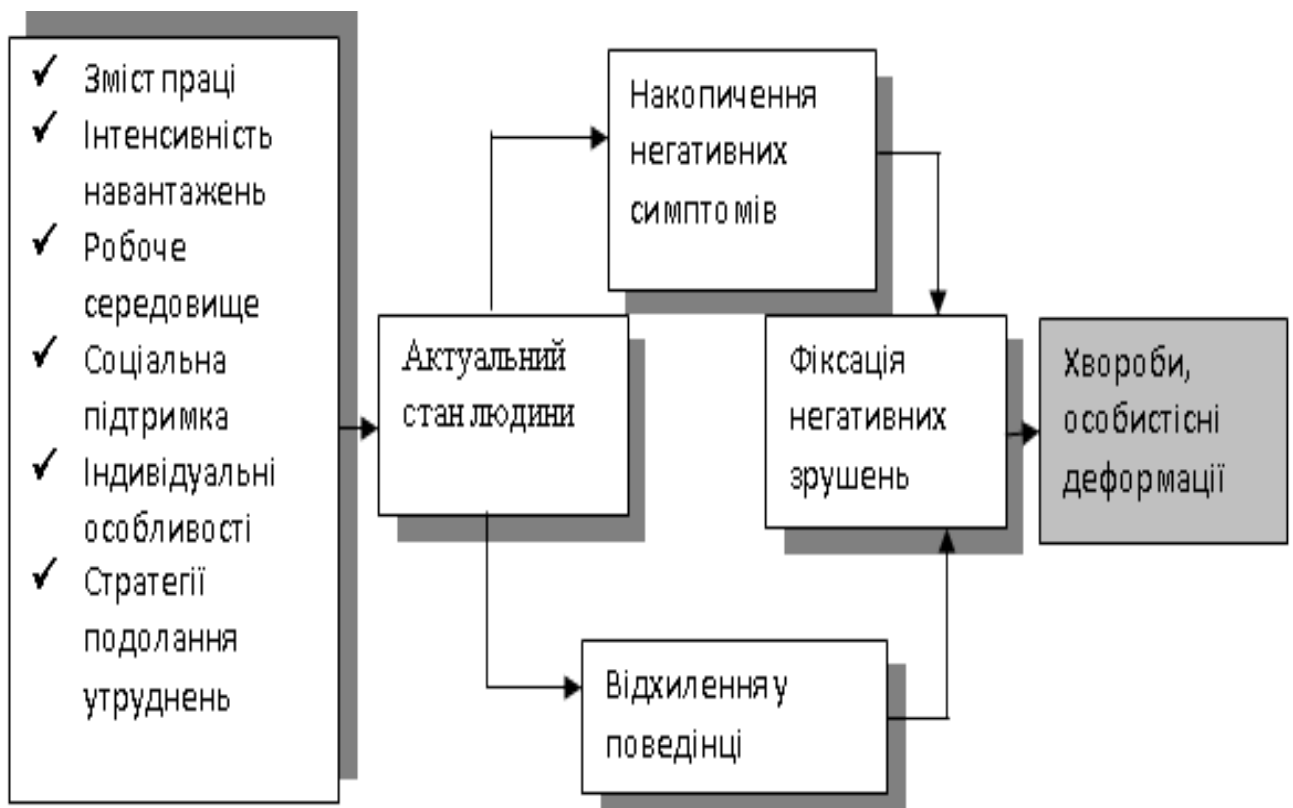 ✓ Зміст праці
✓ Інтенсивність
навантажень
✓ Робоче
середовище
✓ Соціальна
підтримка
✓ Індивідуальні
особливості
✓ Стратегії
подолання
утруднень
Актуальний
стан людини
Накопичення
негативних
симптомів
Відхилення у
поведінці
Фіксація
негативних
зрушень
Хвороби,
особистісні
деформації